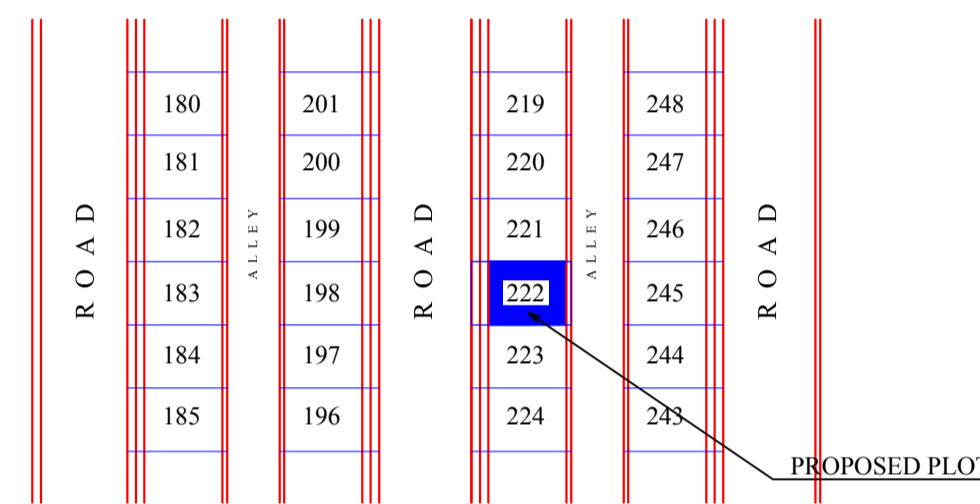 180 201 219 248
181 200 220 247
182 199 221 246
ROAD ALLEY ROAD ALLEY ROAD
183 198 222 245
184 197 223 244
185 196 224 243
PROPOSED PLOT